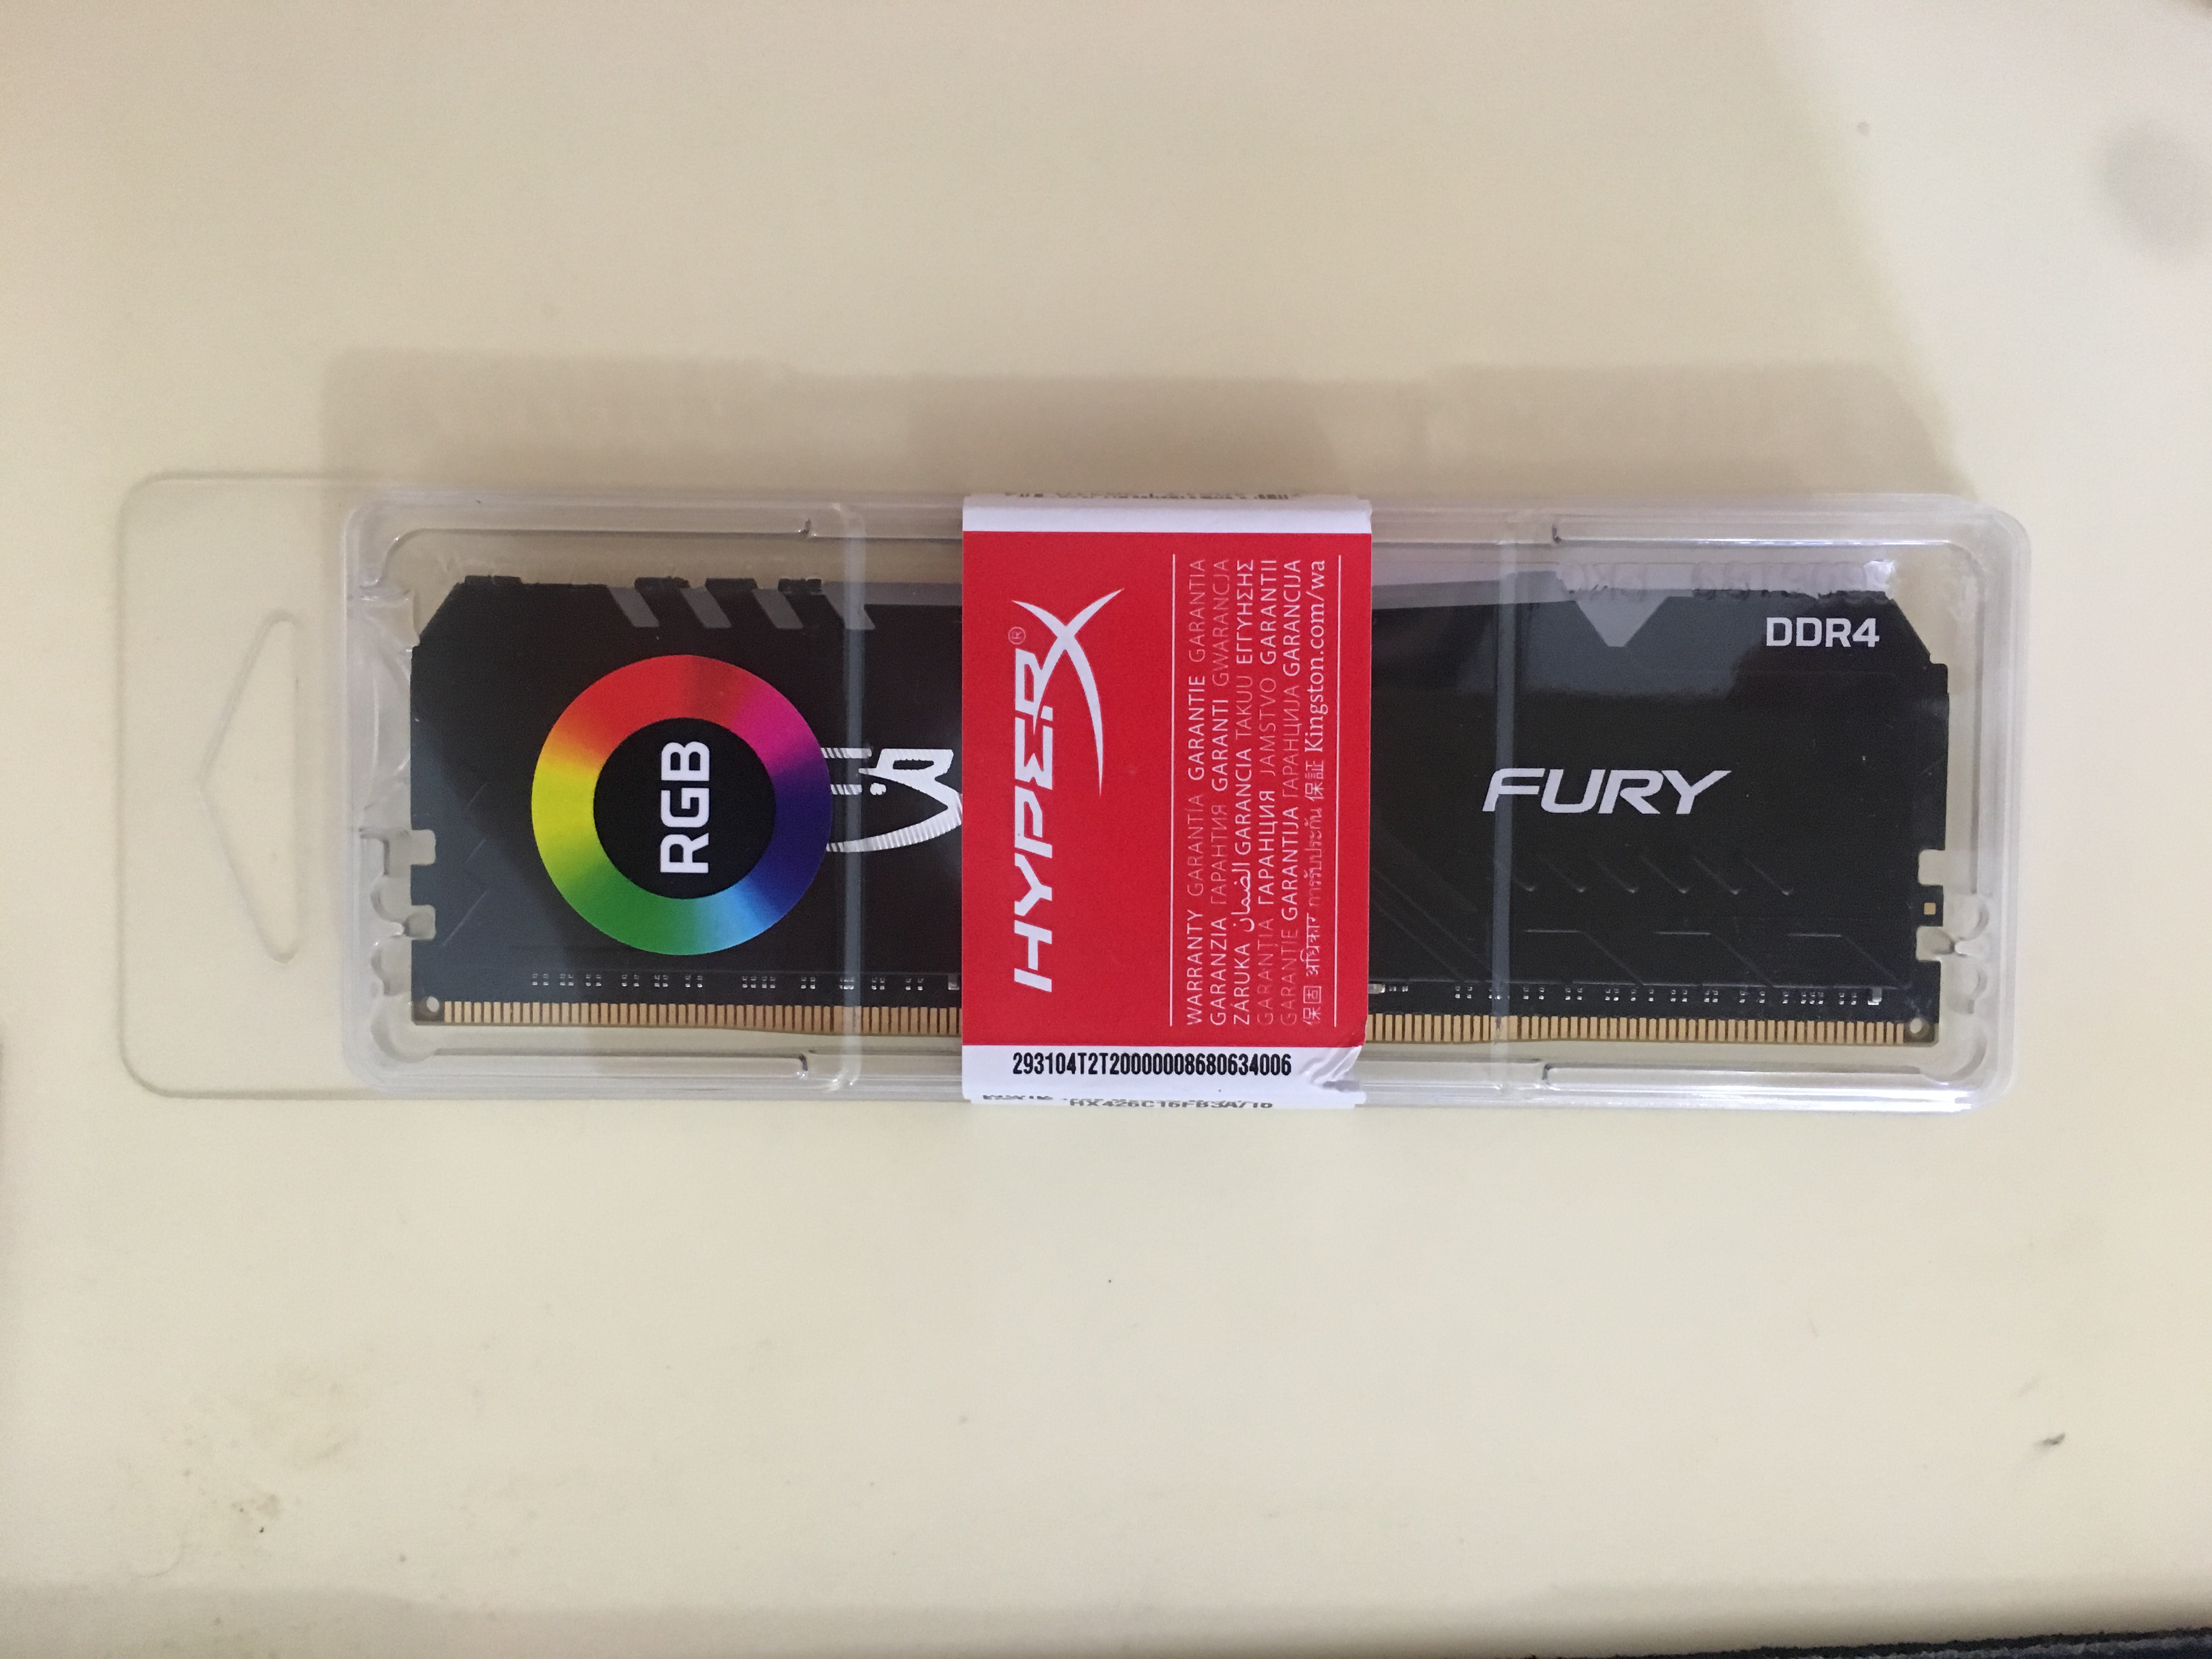 RGB
HYPERX®
293104T2T20000008680634006
WARRANTY GARANTÍA GARANTIE GARANTIA
GARANZIA ГАРАНТИЯ GARANTI GWARANCJA
ZÁRUKA الضمان GARANCIA TAKUU ΕΓΓΥΗΣΗΣ
GARANŢIA ГАРАНЦИЯ JAMSTVO GARANTII
GARANTIE GARANTIJA ГАРАНЦИЈА GARANCIJA
保固 अधिकार การรับประกัน 保証 Kingston.com/wa
FURY
DDR4